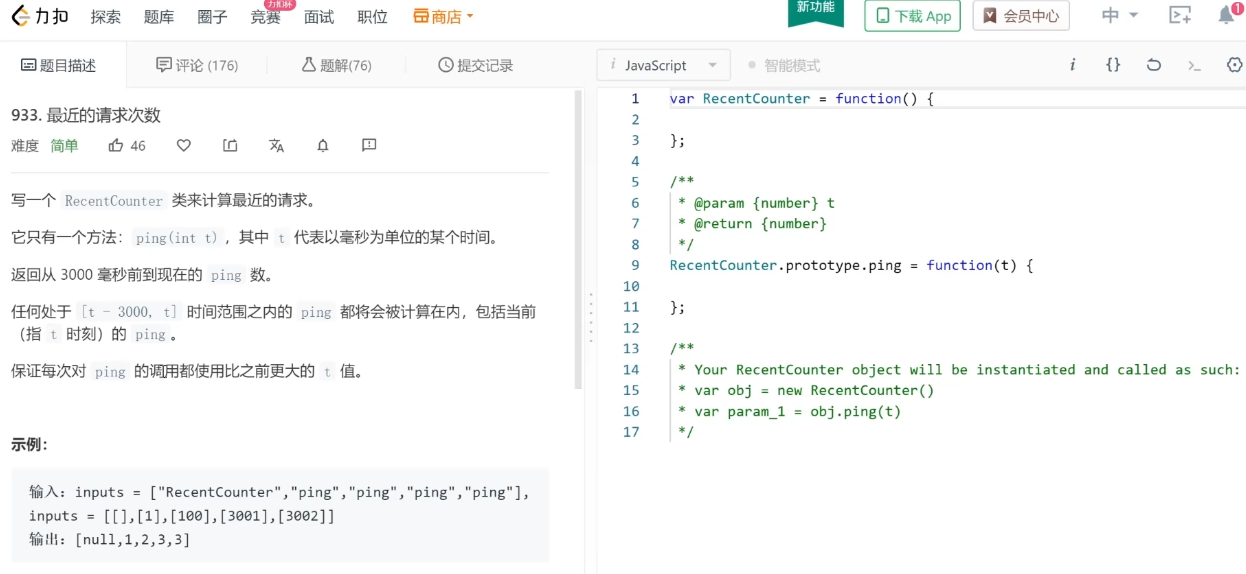 力扣 探索 题库 圈子 竞赛 力扣杯 面试 职位 商店 新功能 下载 App 会员中心 中 1
题目描述 评论 (176) 题解(76) 提交记录 i JavaScript 智能模式 i {} >_
933. 最近的请求次数
难度 简单 46
写一个 RecentCounter 类来计算最近的请求。
它只有一个方法：ping(int t)，其中 t 代表以毫秒为单位的某个时间。
返回从 3000 毫秒前到现在的 ping 数。
任何处于 [t - 3000, t] 时间范围之内的 ping 都将会被计算在内，包括当前
（指 t 时刻）的 ping。
保证每次对 ping 的调用都使用比之前更大的 t 值。
示例：
输入：inputs = ["RecentCounter","ping","ping","ping","ping"],
inputs = [[],[1],[100],[3001],[3002]]
输出：[null,1,2,3,3]
1 var RecentCounter = function() {
2
3 };
4
5 /**
6 * @param {number} t
7 * @return {number}
8 */
9 RecentCounter.prototype.ping = function(t) {
10
11 };
12
13 /**
14 * Your RecentCounter object will be instantiated and called as such:
15 * var obj = new RecentCounter()
16 * var param_1 = obj.ping(t)
17 */